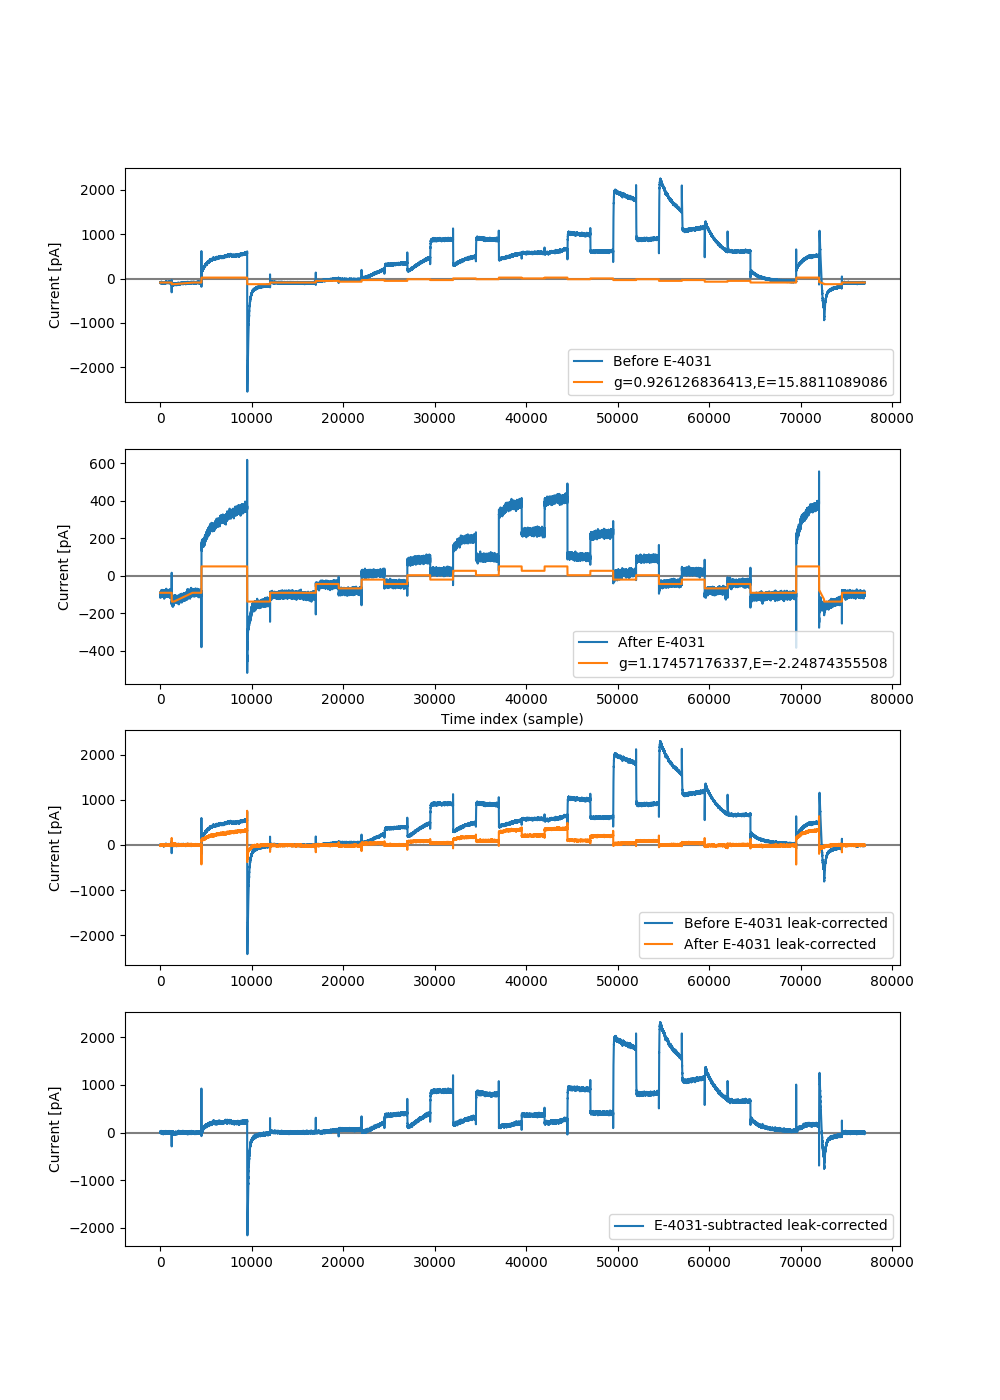 2000
1000
0
−1000
−2000
Current [pA]
Before E-4031
g=0.926126836413,E=15.8811089086
0 10000 20000 30000 40000 50000 60000 70000 80000
600
400
200
0
−200
−400
Current [pA]
After E-4031
g=1.17457176337,E=-2.24874355508
0 10000 20000 30000 40000 50000 60000 70000 80000
Time index (sample)
2000
1000
0
−1000
−2000
Current [pA]
Before E-4031 leak-corrected
After E-4031 leak-corrected
0 10000 20000 30000 40000 50000 60000 70000 80000
2000
1000
0
−1000
−2000
Current [pA]
E-4031-subtracted leak-corrected
0 10000 20000 30000 40000 50000 60000 70000 80000